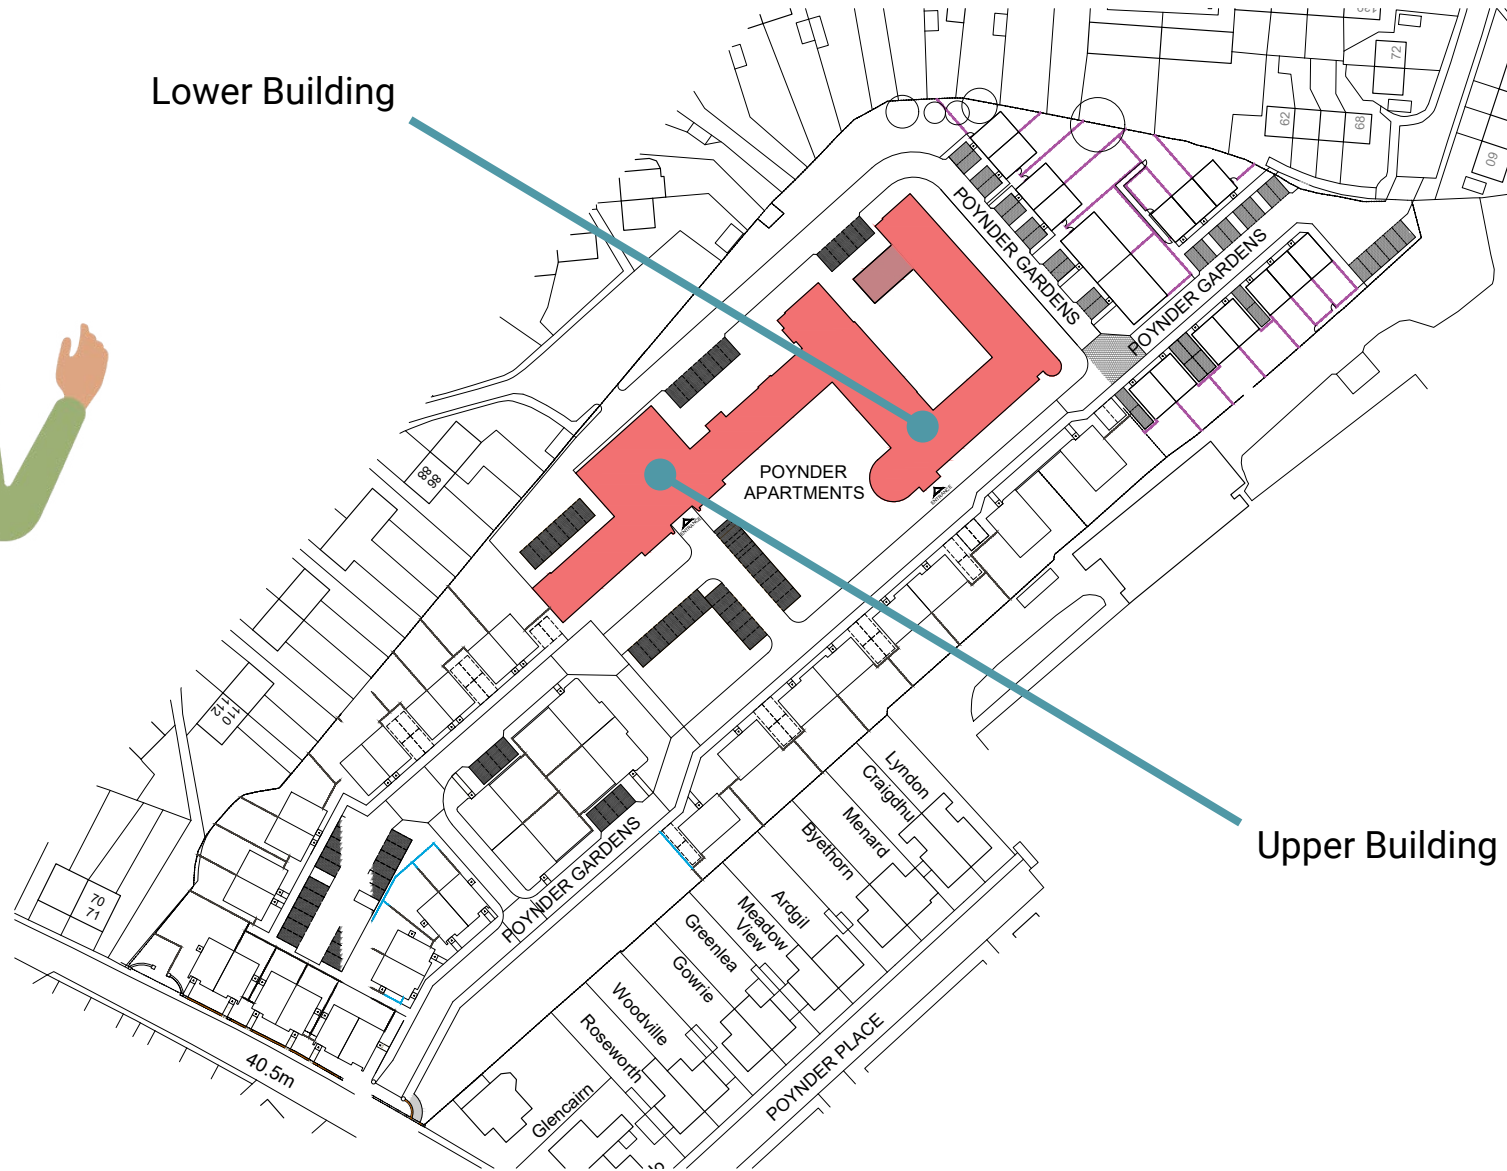 Lower Building
72
62
68
60
POYNDER GARDENS
POYNDER GARDENS
88
86
POYNDER
APARTMENTS
ENTRANCE
ENTRANCE
110
112
Lyndon
Craigdhu
Menard
Byethorn
Upper Building
POYNDER GARDENS
70
71
Ardgil
Meadow
View
Greenlea
Gowrie
Woodville
Roseworth
Glencairn
POYNDER PLACE
40.5m